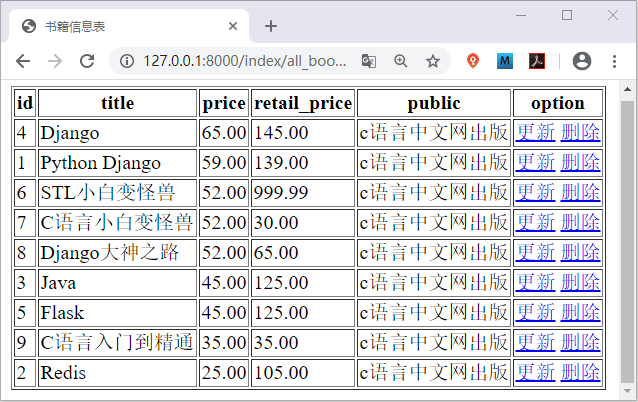 书籍信息表
127.0.0.1:8000/index/all_boo...
id title price retail_price public option
4 Django 65.00 145.00 c语言中文网出版 更新 删除
1 Python Django 59.00 139.00 c语言中文网出版 更新 删除
6 STL小白变怪兽 52.00 999.99 c语言中文网出版 更新 删除
7 C语言小白变怪兽 52.00 30.00 c语言中文网出版 更新 删除
8 Django大神之路 52.00 65.00 c语言中文网出版 更新 删除
3 Java 45.00 125.00 c语言中文网出版 更新 删除
5 Flask 45.00 125.00 c语言中文网出版 更新 删除
9 C语言入门到精通 35.00 35.00 c语言中文网出版 更新 删除
2 Redis 25.00 105.00 c语言中文网出版 更新 删除